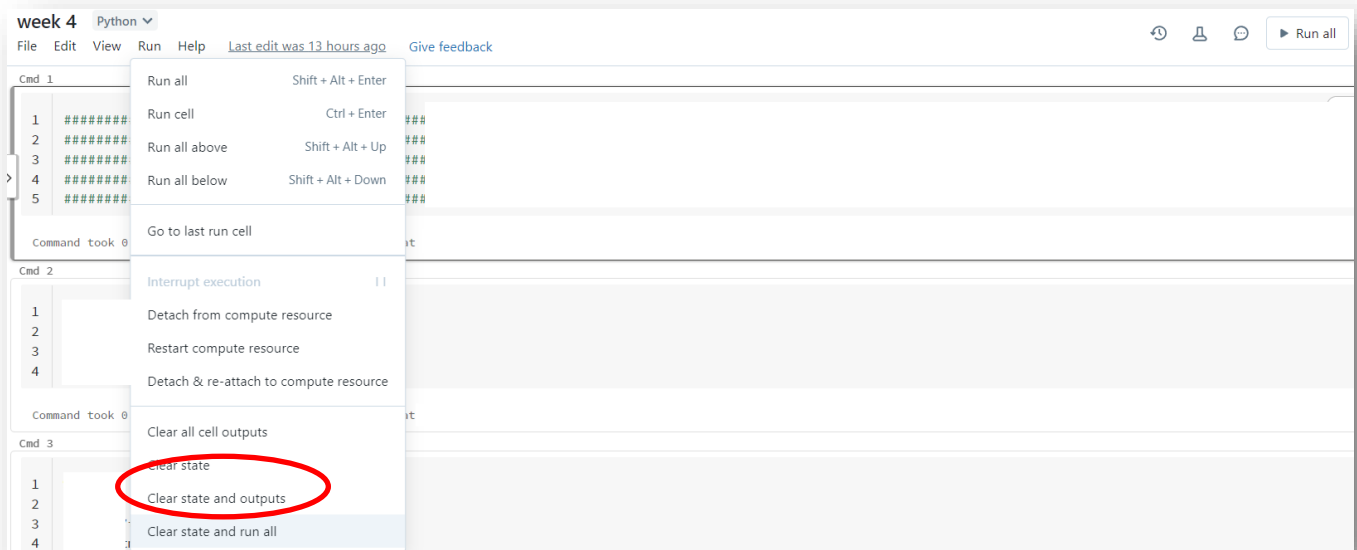 week 4 Python
File Edit View Run Help Last edit was 13 hours ago Give feedback
Run all
Cmd 1
Run all Shift + Alt + Enter
Run cell Ctrl + Enter
Run all above Shift + Alt + Up
Run all below Shift + Alt + Down
1 ######## ###
2 ######## ###
3 ######## ###
4 ######## ###
5 ######## ###
Go to last run cell
Command took 0
Cmd 2
Interrupt execution
Detach from compute resource
Restart compute resource
Detach & re-attach to compute resource
1
2
3
4
Command took 0
Clear all cell outputs
Cmd 3
Clear state
Clear state and outputs
Clear state and run all
1
2
3
4